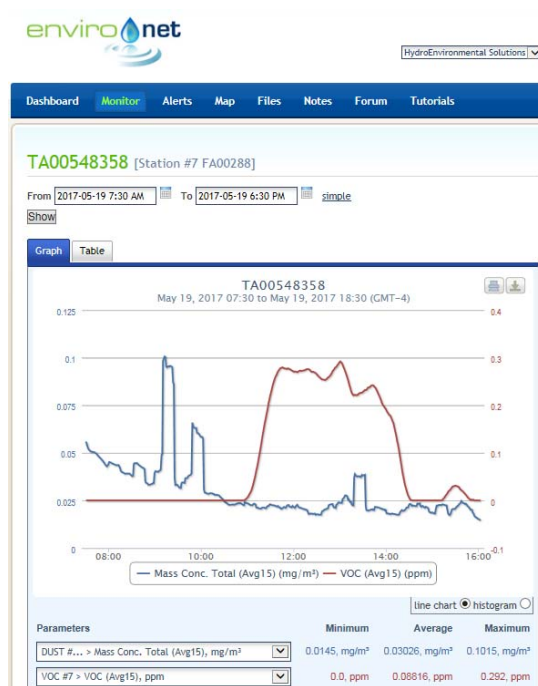 environet
HydroEnvironmental Solutions
Dashboard Monitor Alerts Map Files Notes Forum Tutorials
TA00548358 [Station #7 FA00288]
From 2017-05-19 7:30 AM To 2017-05-19 6:30 PM simple
Show
Graph Table
TA00548358
May 19, 2017 07:30 to May 19, 2017 18:30 (GMT-4)
0.125 0.4
0.1 0.3
0.075 0.2
0.05 0.1
0.025 0
0 -0.1
08:00 10:00 12:00 14:00 16:00
Mass Conc. Total (Avg15) (mg/m³) VOC (Avg15) (ppm)
line chart histogram
Parameters Minimum Average Maximum
DUST #... > Mass Conc. Total (Avg15), mg/m³ 0.0145, mg/m³ 0.03026, mg/m³ 0.1015, mg/m³
VOC #7 > VOC (Avg15), ppm 0.0, ppm 0.08816, ppm 0.292, ppm